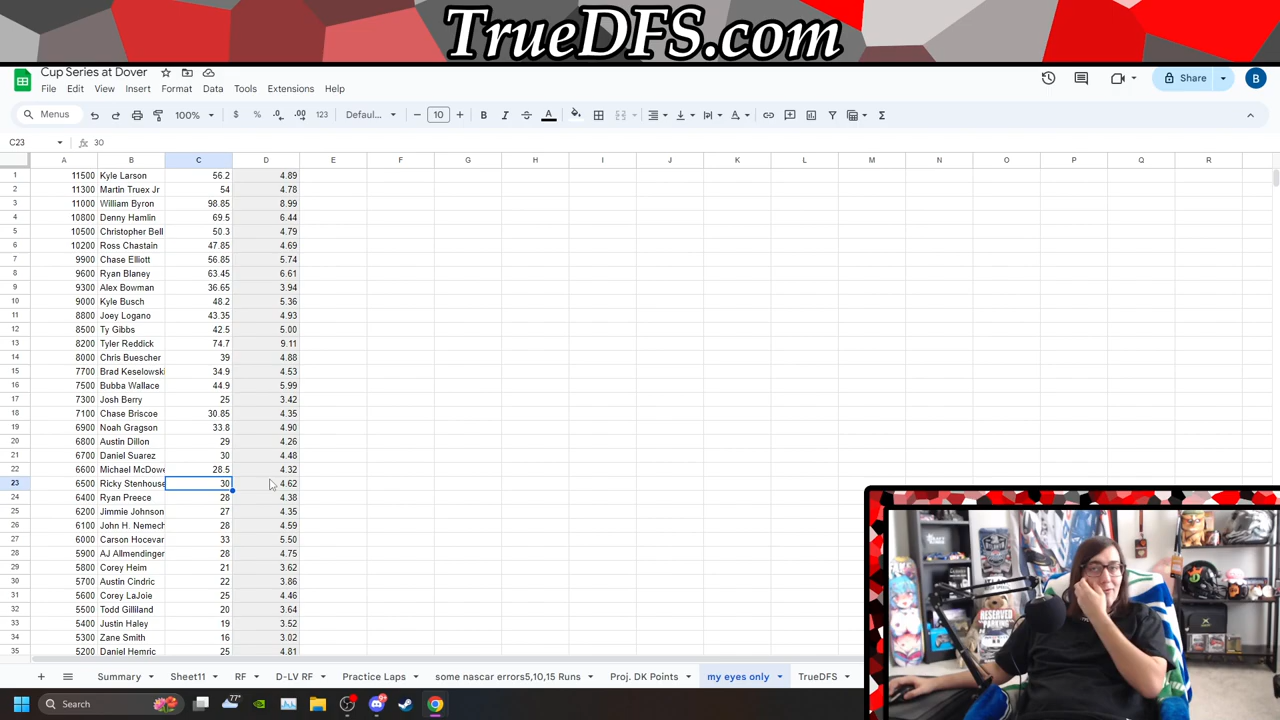 TrueDFS.com
Cup Series at Dover
File Edit View Insert Format Data Tools Extensions Help
Share
B
Menus
100%
$ % .0 .00 123
Defaul...
10
B I A
C23
30
A B C D E F G H I J K L M N O P Q R
1 11500 Kyle Larson 56.2 4.89
2 11300 Martin Truex Jr 54 4.78
3 11000 William Byron 98.85 8.99
4 10800 Denny Hamlin 69.5 6.44
5 10500 Christopher Bell 50.3 4.79
6 10200 Ross Chastain 47.85 4.69
7 9900 Chase Elliott 56.85 5.74
8 9600 Ryan Blaney 63.45 6.61
9 9300 Alex Bowman 36.65 3.94
10 9000 Kyle Busch 48.2 5.36
11 8800 Joey Logano 43.35 4.93
12 8500 Ty Gibbs 42.5 5.00
13 8200 Tyler Reddick 74.7 9.11
14 8000 Chris Buescher 39 4.88
15 7700 Brad Keselowski 34.9 4.53
16 7500 Bubba Wallace 44.9 5.99
17 7300 Josh Berry 25 3.42
18 7100 Chase Briscoe 30.85 4.35
19 6900 Noah Gragson 33.8 4.90
20 6800 Austin Dillon 29 4.26
21 6700 Daniel Suarez 30 4.48
22 6600 Michael McDowe 28.5 4.32
23 6500 Ricky Stenhouse 30 4.62
24 6400 Ryan Preece 28 4.38
25 6200 Jimmie Johnson 27 4.35
26 6100 John H. Nemech 28 4.59
27 6000 Carson Hocevar 33 5.50
28 5900 AJ Allmendinger 28 4.75
29 5800 Corey Heim 21 3.62
30 5700 Austin Cindric 22 3.86
31 5600 Corey LaJoie 25 4.46
32 5500 Todd Gilliland 20 3.64
33 5400 Justin Haley 19 3.52
34 5300 Zane Smith 16 3.02
35 5200 Daniel Hemric 25 4.81
Summary Sheet11 RF D-LV RF Practice Laps some nascar errors5,10,15 Runs Proj. DK Points my eyes only TrueDFS
RESERVED
PARKING
Search
77°